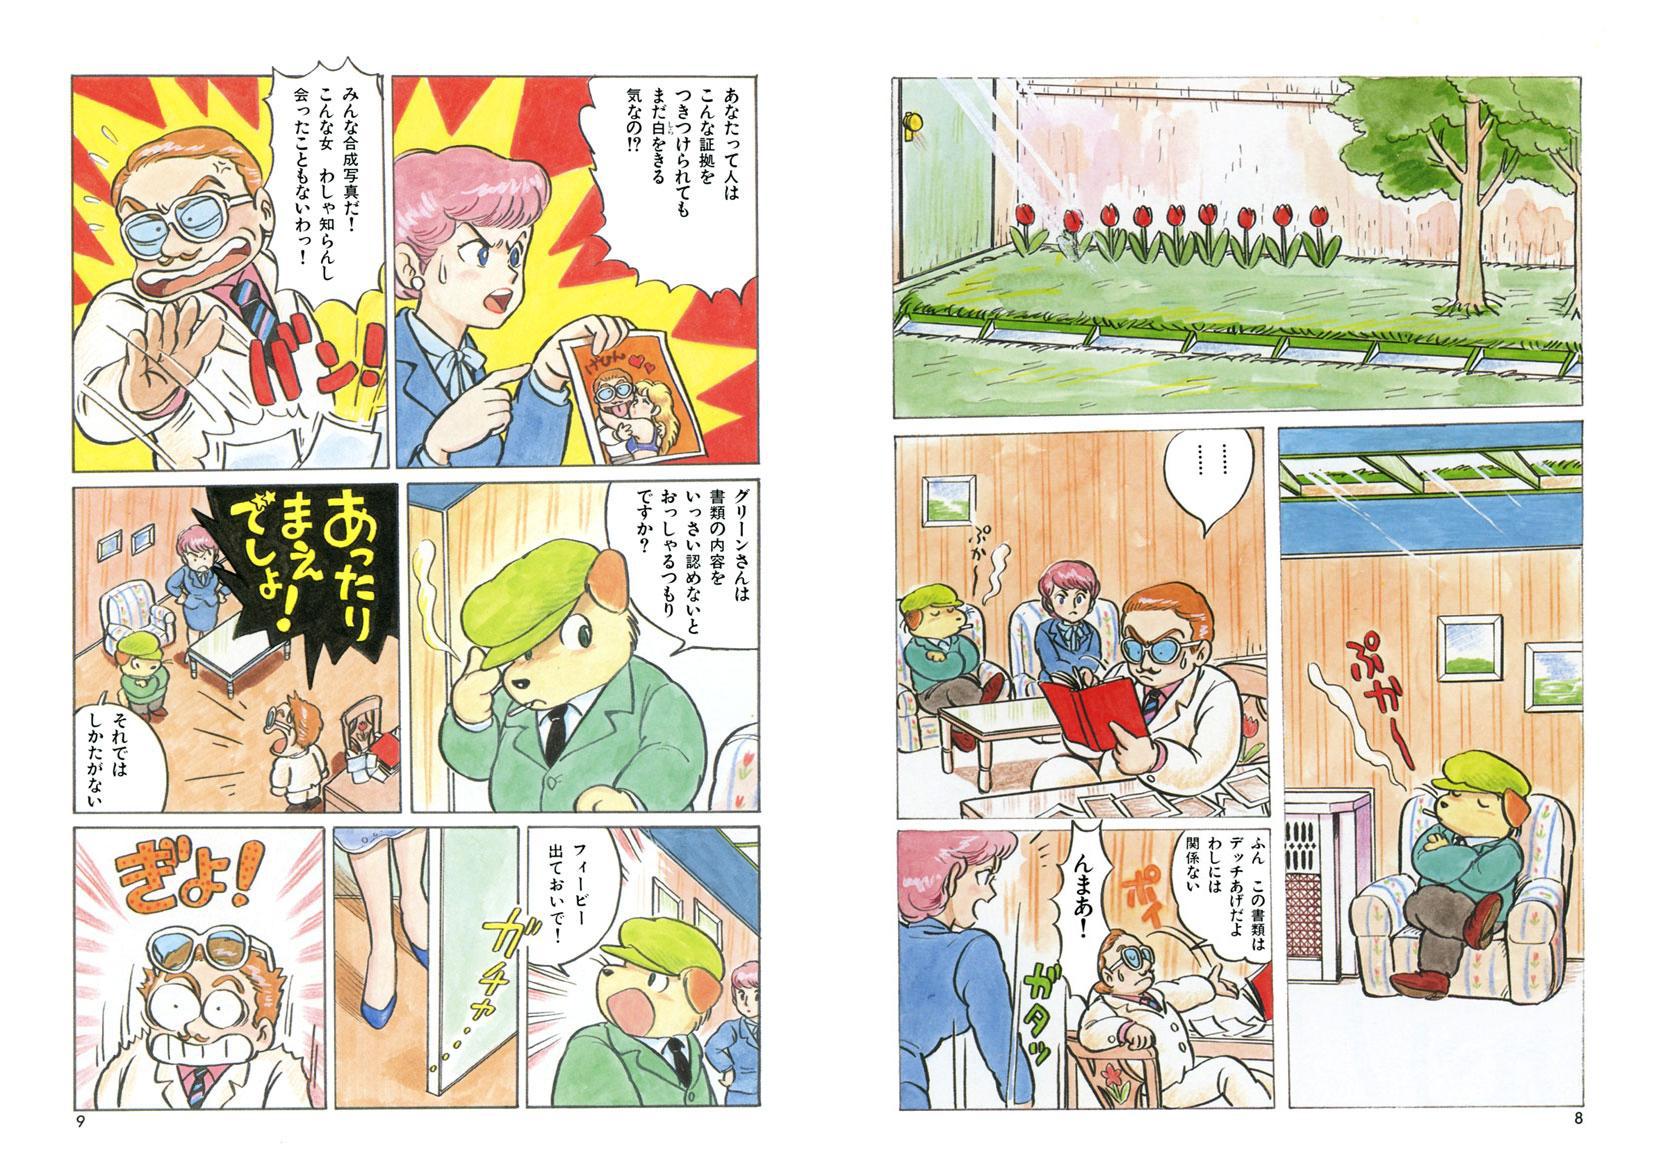 ぷかー
……
……
ぷかー
ふん　この書類は
デッチあげだよ
わしには
関係ない
ポイ
んまあ！
ガタッ
8
あなたって人は
こんな証拠を
つきつけられても
まだ白をきる
しら
気なの!?
げひん
みんな合成写真だ！
こんな女　わしゃ知らんし
会ったこともないわっ！
バン！
グリーンさんは
書類の内容を
いっさい認めないと
おっしゃるつもり
ですか？
あったり
まえ
でしょ！
それでは
しかたがない
フィービー
出ておいで！
ガチャ…
ぎょ！
9